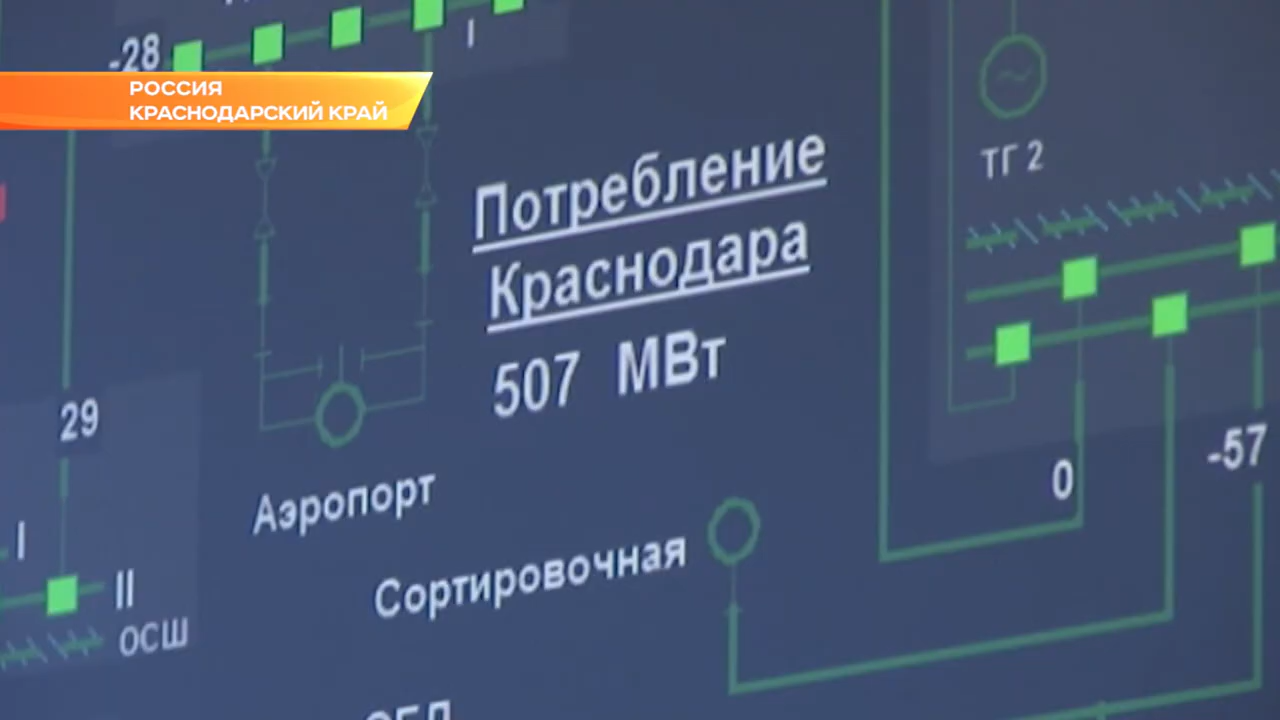 -28
I
РОССИЯ
КРАСНОДАРСКИЙ КРАЙ
ТГ 2
Потребление
Краснодара
507 МВт
29
0
-57
Аэропорт
I
Сортировочная
II
ОСШ